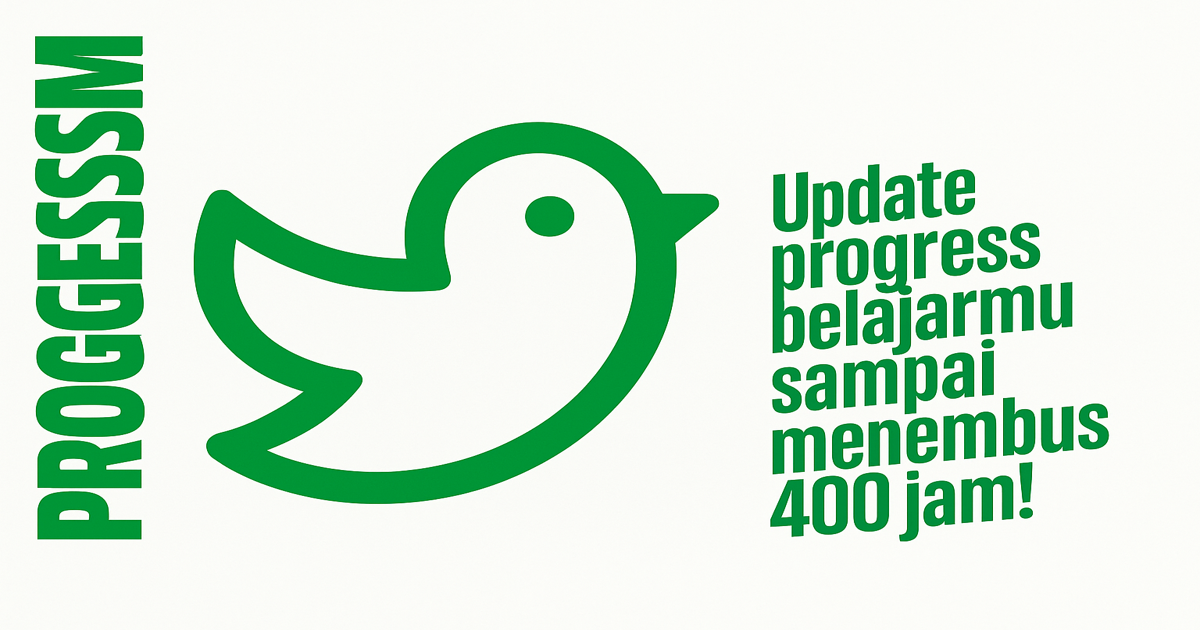 PROGGESSSM
Update
progress
belajarmu
sampai
menembus
400 jam!